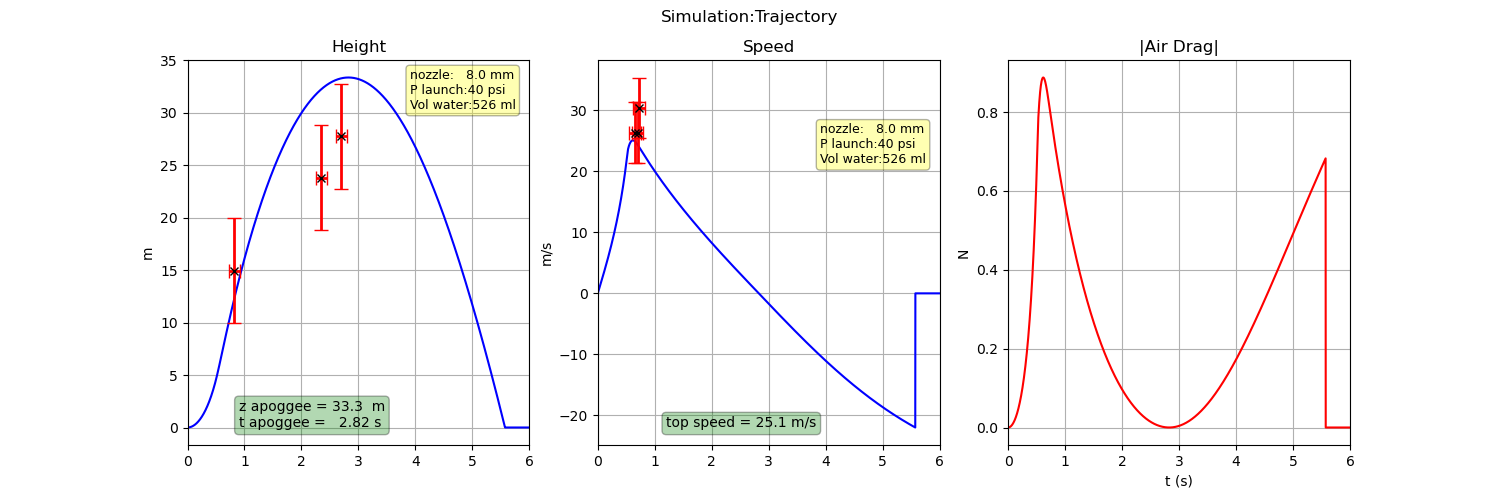 Simulation:Trajectory
Height
35
30
25
20
15
10
5
0
m
0 1 2 3 4 5 6
nozzle: 8.0 mm
P launch:40 psi
Vol water:526 ml
z apoggee = 33.3 m
t apoggee = 2.82 s
Speed
30
20
10
0
−10
−20
m/s
0 1 2 3 4 5 6
nozzle: 8.0 mm
P launch:40 psi
Vol water:526 ml
top speed = 25.1 m/s
|Air Drag|
0.8
0.6
0.4
0.2
0.0
N
0 1 2 3 4 5 6
t (s)